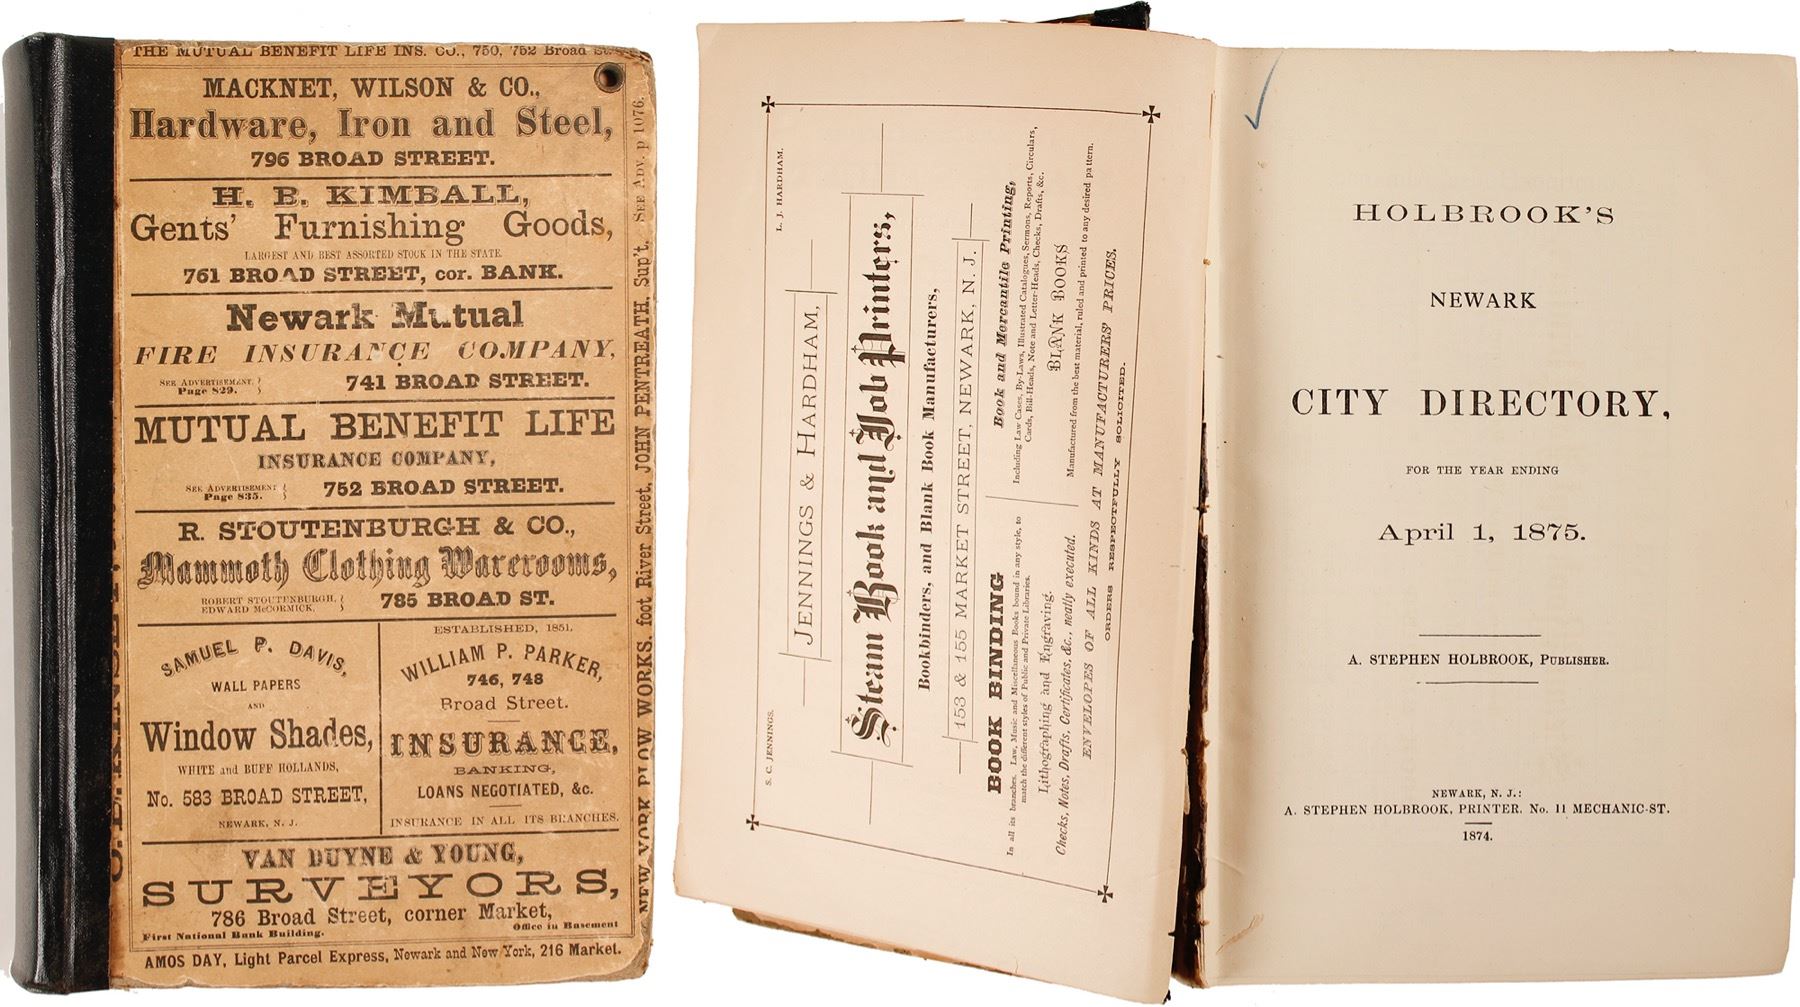 THE MUTUAL BENEFIT LIFE INS. CO., 750, 752 Broad
MACKNET, WILSON & CO.,
Hardware, Iron and Steel,
796 BROAD STREET.
H. B. KIMBALL,
Gents' Furnishing Goods,
LARGEST AND BEST ASSORTED STOCK IN THE STATE.
761 BROAD STREET, cor. BANK.
Newark Mutual
FIRE INSURANCE COMPANY,
SEE ADVERTISEMENT,
Page 829.
741 BROAD STREET.
MUTUAL BENEFIT LIFE
INSURANCE COMPANY,
SEE ADVERTISEMENT
Page 835.
752 BROAD STREET.
R. STOUTENBURGH & CO.,
Mammoth Clothing Warerooms,
ROBERT STOUTENBURGH,
EDWARD McCORMICK,
785 BROAD ST.
SAMUEL P. DAVIS,
WALL PAPERS
AND
Window Shades,
WHITE and BUFF HOLLANDS,
No. 583 BROAD STREET,
NEWARK, N. J.
ESTABLISHED, 1851.
WILLIAM P. PARKER,
746, 748
Broad Street.
INSURANCE,
BANKING,
LOANS NEGOTIATED, &c.
INSURANCE IN ALL ITS BRANCHES.
VAN DUYNE & YOUNG,
SURVEYORS,
786 Broad Street, corner Market,
First National Bank Building.
Office in Basement
AMOS DAY, Light Parcel Express, Newark and New York, 216 Market.
NEW YORK PLOW WORKS. foot River Street, JOHN PENTREATH, Sup't. SEE ADV. p 1076.
S. C. JENNINGS.
L. J. HARDHAM.
JENNINGS & HARDHAM,
Steam Book and Job Printers,
Bookbinders, and Blank Book Manufacturers,
153 & 155 MARKET STREET, NEWARK, N. J.
BOOK BINDING
In all its branches. Law, Music and Miscellaneous Books bound in any style, to
match the different styles of Public and Private Libraries.
Lithographing and Engraving.
Checks, Notes, Drafts, Certificates, &c., neatly executed.
Book and Mercantile Printing,
Including Law Cases, By-Laws, Illustrated Catalogues, Sermons, Reports, Circulars,
Cards, Bill-Heads, Note and Letter-Heads, Checks, Drafts, &c.
BLANK BOOKS
Manufactured from the best material, ruled and printed to any desired pattern.
ENVELOPES OF ALL KINDS AT MANUFACTURERS' PRICES.
ORDERS RESPECTFULLY SOLICITED.
HOLBROOK'S
NEWARK
CITY DIRECTORY,
FOR THE YEAR ENDING
April 1, 1875.
A. STEPHEN HOLBROOK, PUBLISHER.
NEWARK, N. J.:
A. STEPHEN HOLBROOK, PRINTER, No. 11 MECHANIC-ST.
1874.